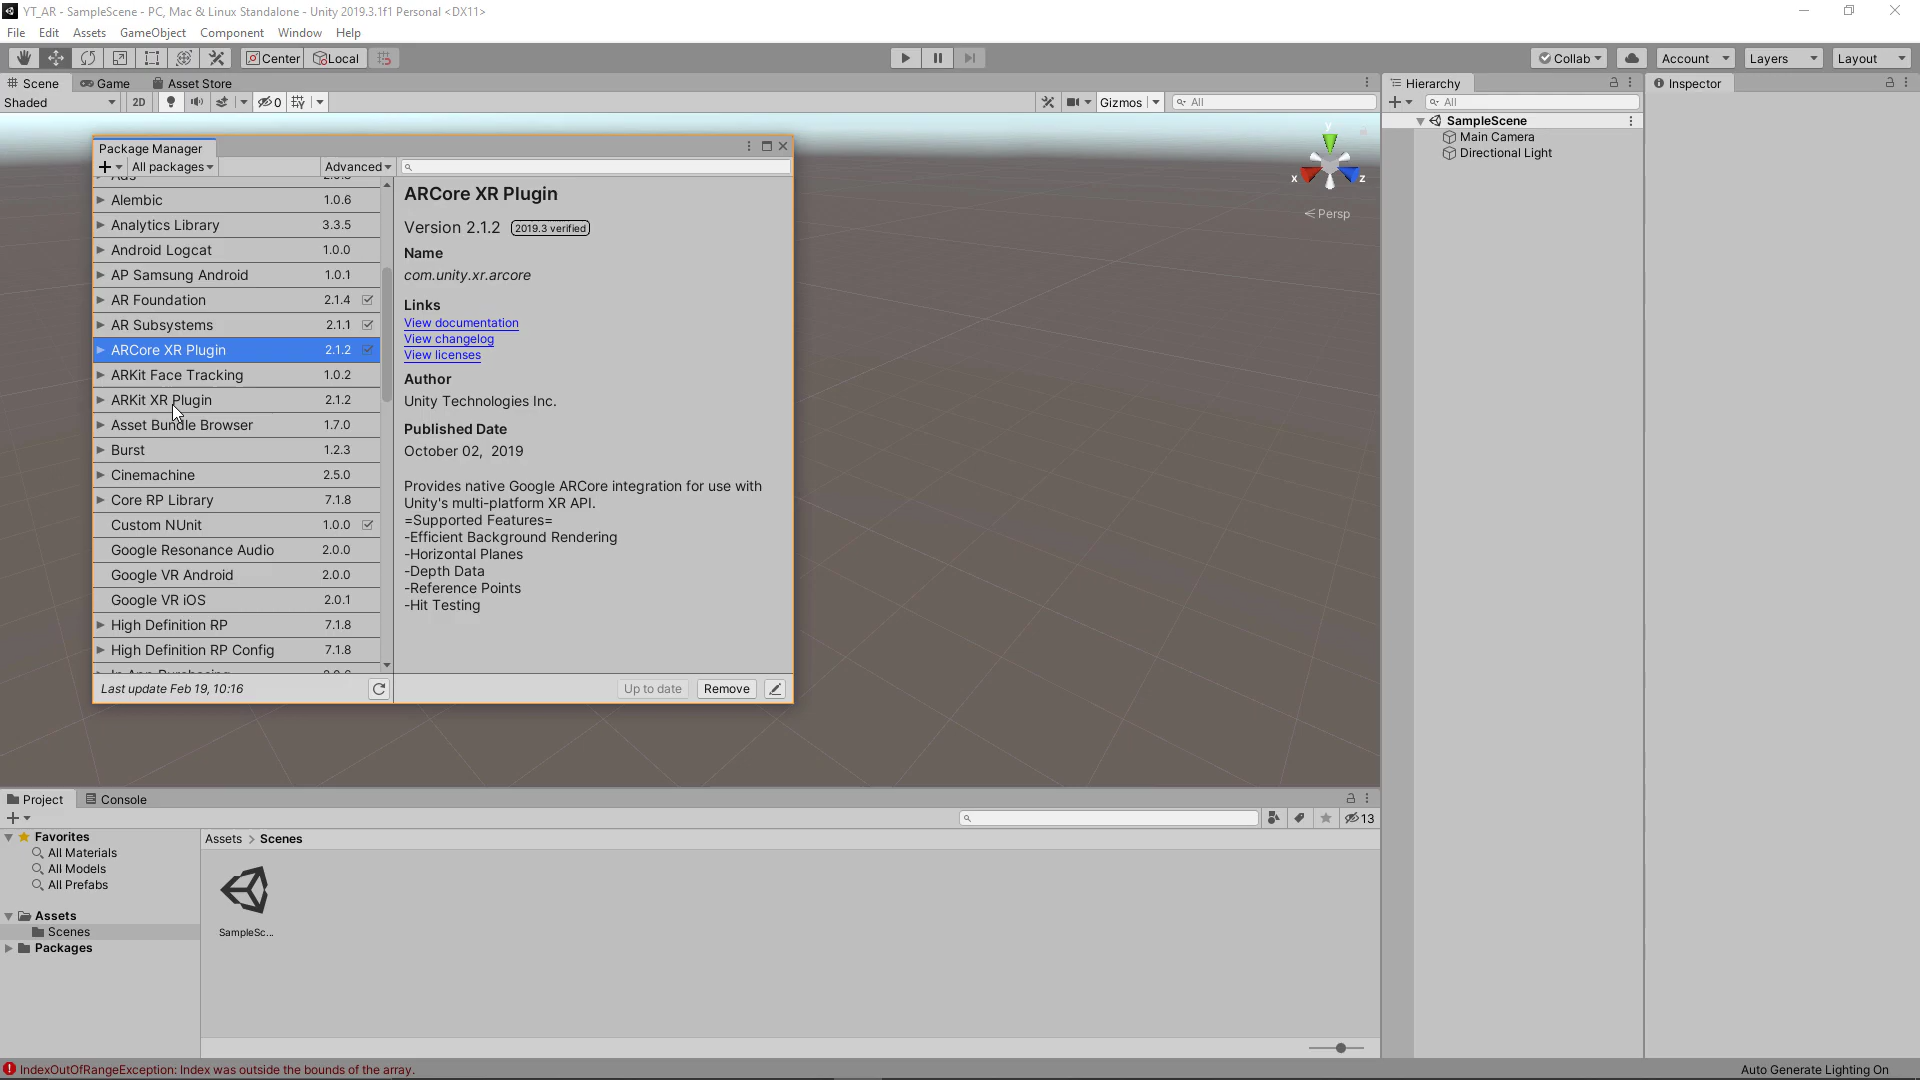 YT_AR - SampleScene - PC, Mac & Linux Standalone - Unity 2019.3.1f1 Personal <DX11>
File Edit Assets GameObject Component Window Help
Center Local
Collab Account Layers Layout
Scene Game Asset Store
Hierarchy
Inspector
Shaded 2D 0 Gizmos All
All
SampleScene
Main Camera
Directional Light
y
x z
Persp
Package Manager
All packages Advanced
Alembic 1.0.6
Analytics Library 3.3.5
Android Logcat 1.0.0
AP Samsung Android 1.0.1
AR Foundation 2.1.4
AR Subsystems 2.1.1
ARCore XR Plugin 2.1.2
ARKit Face Tracking 1.0.2
ARKit XR Plugin 2.1.2
Asset Bundle Browser 1.7.0
Burst 1.2.3
Cinemachine 2.5.0
Core RP Library 7.1.8
Custom NUnit 1.0.0
Google Resonance Audio 2.0.0
Google VR Android 2.0.0
Google VR iOS 2.0.1
High Definition RP 7.1.8
High Definition RP Config 7.1.8
Last update Feb 19, 10:16
ARCore XR Plugin
Version 2.1.2 2019.3 verified
Name
com.unity.xr.arcore
Links
View documentation
View changelog
View licenses
Author
Unity Technologies Inc.
Published Date
October 02, 2019
Provides native Google ARCore integration for use with
Unity's multi-platform XR API.
=Supported Features=
-Efficient Background Rendering
-Horizontal Planes
-Depth Data
-Reference Points
-Hit Testing
Up to date Remove
Project Console
13
Favorites
All Materials
All Models
All Prefabs
Assets
Scenes
Packages
Assets > Scenes
SampleSc...
IndexOutOfRangeException: Index was outside the bounds of the array.
Auto Generate Lighting On